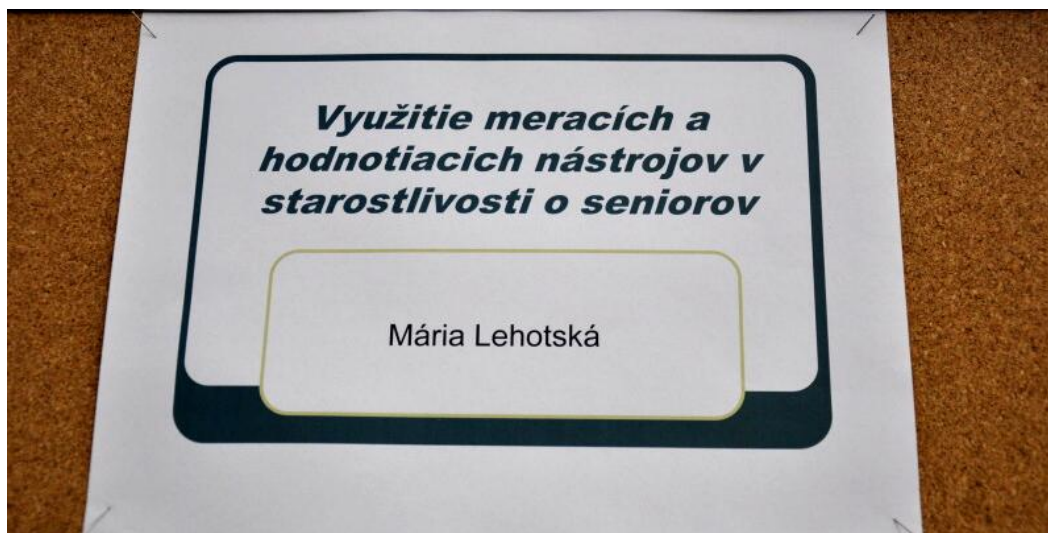 Využitie meracích a
hodnotiacich nástrojov v
starostlivosti o seniorov
Mária Lehotská